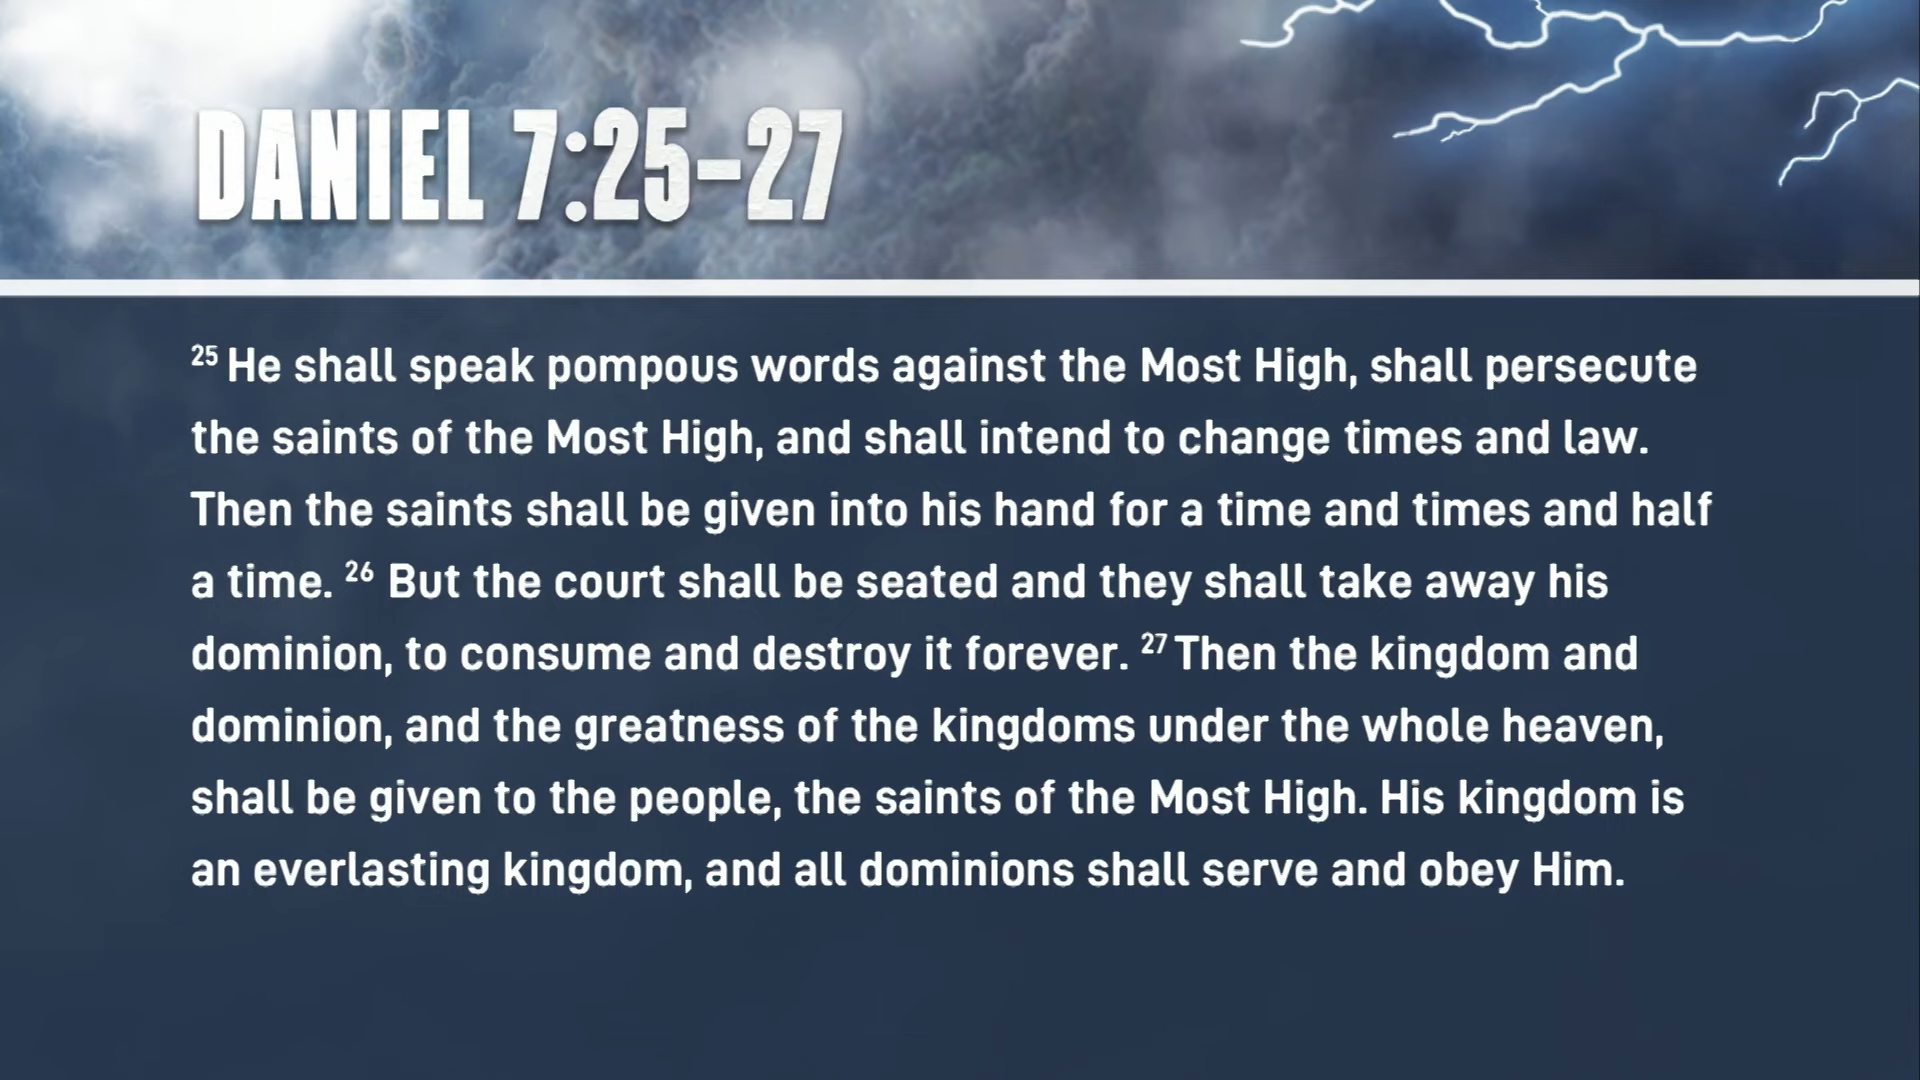 DANIEL 7:25-27
25 He shall speak pompous words against the Most High, shall persecute
the saints of the Most High, and shall intend to change times and law.
Then the saints shall be given into his hand for a time and times and half
a time. 26 But the court shall be seated and they shall take away his
dominion, to consume and destroy it forever. 27 Then the kingdom and
dominion, and the greatness of the kingdoms under the whole heaven,
shall be given to the people, the saints of the Most High. His kingdom is
an everlasting kingdom, and all dominions shall serve and obey Him.